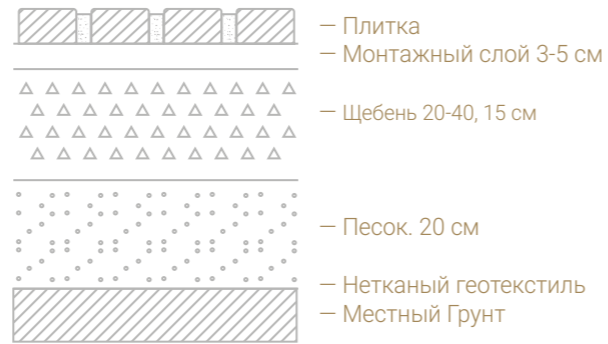 — Плитка
— Монтажный слой 3-5 см
— Щебень 20-40, 15 см
— Песок. 20 см
— Нетканый геотекстиль
— Местный Грунт